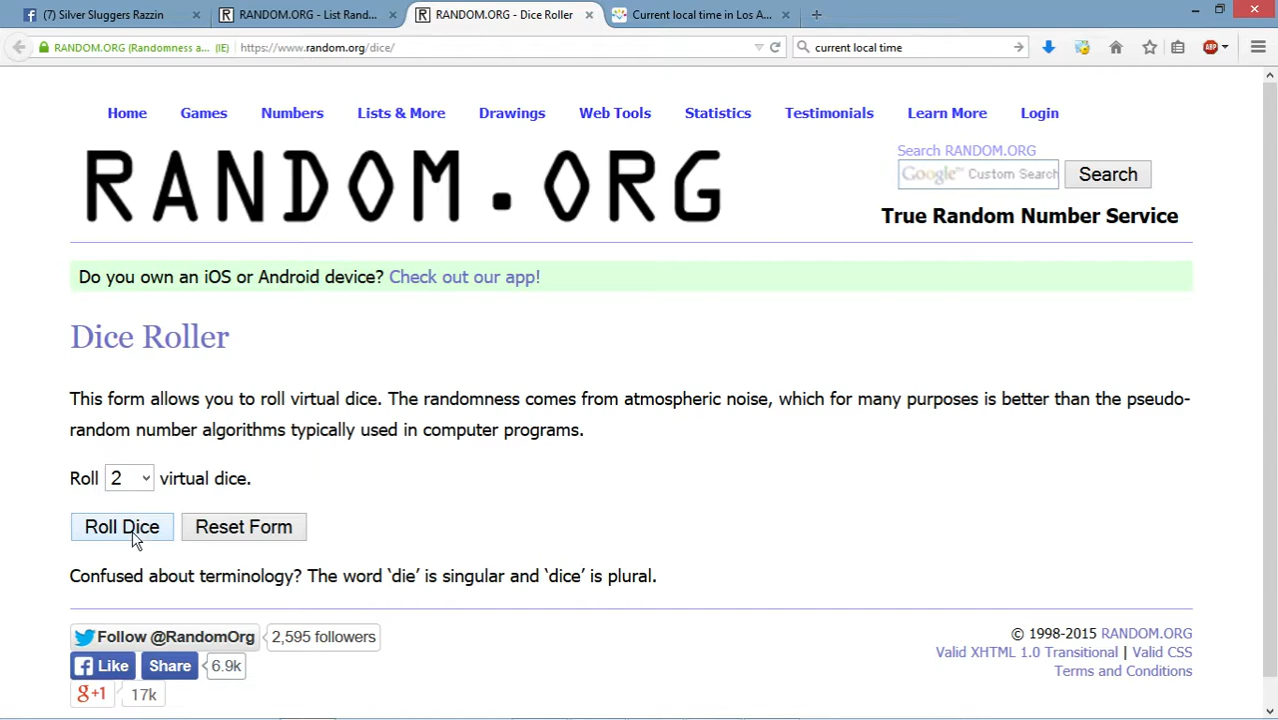 (7) Silver Sluggers Razzin
RANDOM.ORG - List Rand...
RANDOM.ORG - Dice Roller
Current local time in Los A...
RANDOM.ORG (Randomness a... (IE)
https://www.random.org/dice/
current local time
ABP
Home Games Numbers Lists & More Drawings Web Tools Statistics Testimonials Learn More Login
RANDOM.ORG
Search RANDOM.ORG
Google™ Custom Search
Search
True Random Number Service
Do you own an iOS or Android device? Check out our app!
Dice Roller
This form allows you to roll virtual dice. The randomness comes from atmospheric noise, which for many purposes is better than the pseudo-
random number algorithms typically used in computer programs.
Roll 2 virtual dice.
Roll Dice Reset Form
Confused about terminology? The word ‘die’ is singular and ‘dice’ is plural.
Follow @RandomOrg 2,595 followers
Like Share 6.9k
g+1 17k
© 1998-2015 RANDOM.ORG
Valid XHTML 1.0 Transitional | Valid CSS
Terms and Conditions